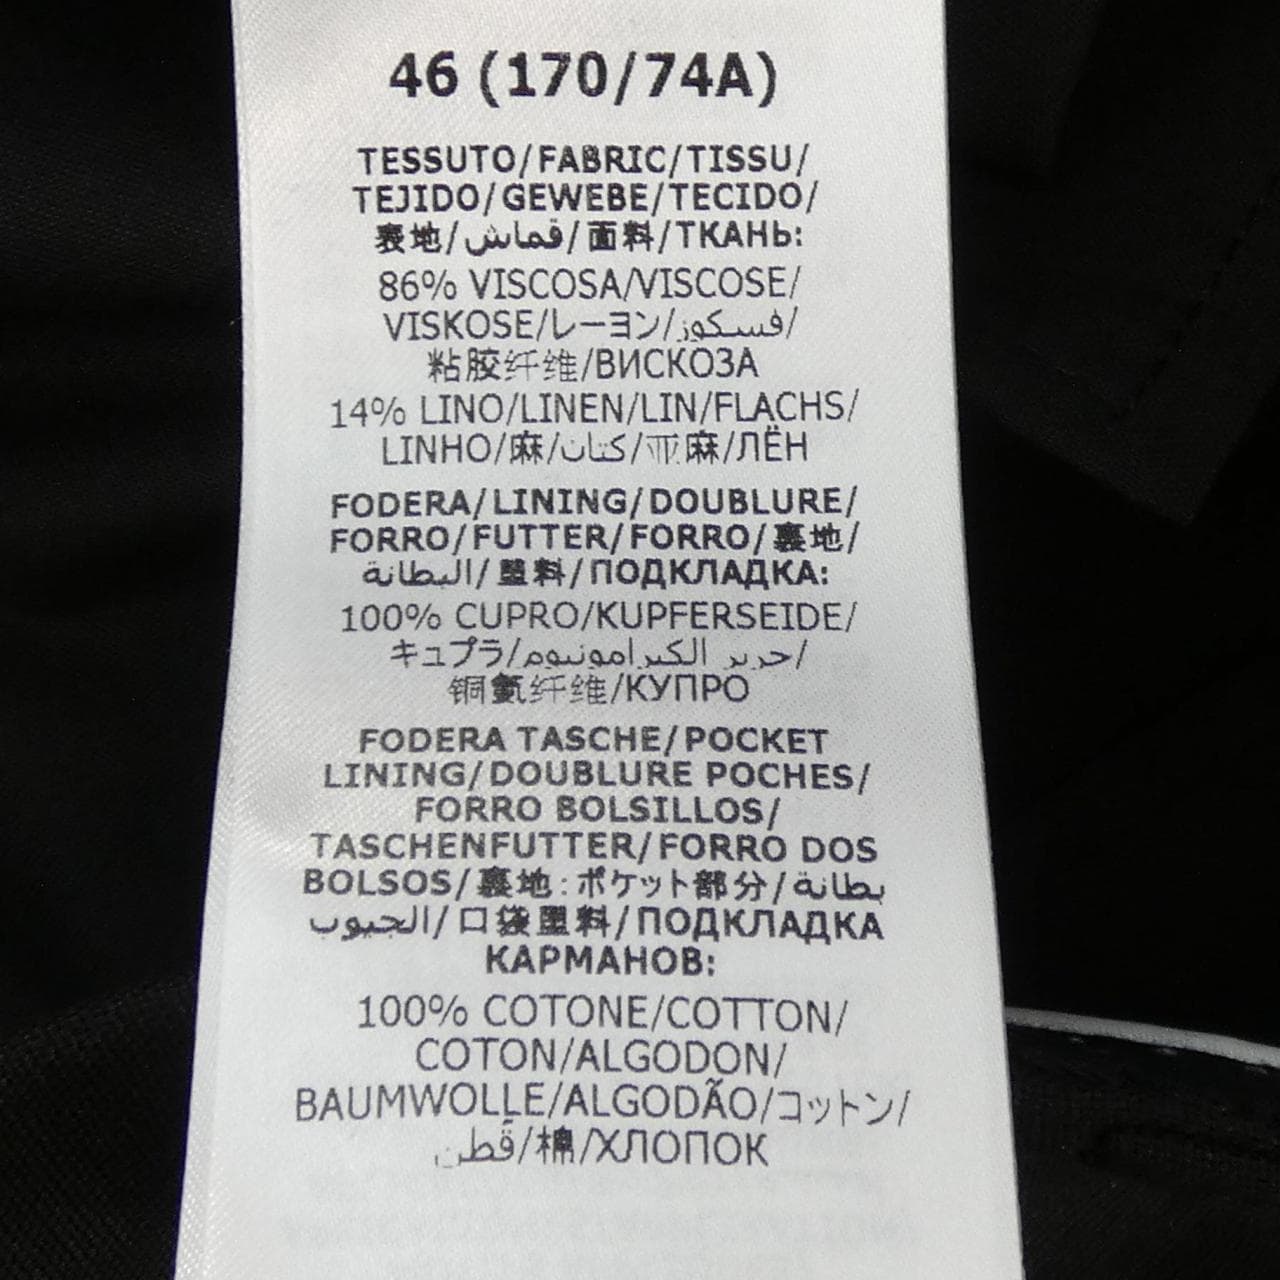 46 (170/74A)
TESSUTO/FABRIC/TISSU/
TEJIDO/GEWEBE/TECIDO/
表地/قماش/面料/ТКАНЬ:
86% VISCOSA/VISCOSE/
VISKOSE/レーヨン/فسكوز/
粘胶纤维/ВИСКОЗА
14% LINO/LINEN/LIN/FLACHS/
LINHO/麻/كتان/亚麻/ЛЁН
FODERA/LINING/DOUBLURE/
FORRO/FUTTER/FORRO/裏地/
البطانة/里料/ПОДКЛАДКА:
100% CUPRO/KUPFERSEIDE/
キュプラ/حرير الكبرامونيوم/
铜氨纤维/КУПРО
FODERA TASCHE/POCKET
LINING/DOUBLURE POCHES/
FORRO BOLSILLOS/
TASCHENFUTTER/FORRO DOS
BOLSOS/裏地:ポケット部分/بطانة
الجيوب/口袋里料/ПОДКЛАДКА
КАРМАНОВ:
100% COTONE/COTTON/
COTON/ALGODON/
BAUMWOLLE/ALGODÃO/コットン/
قطن/棉/ХЛОПОК